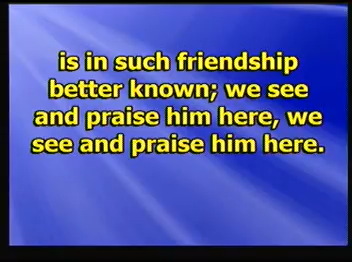 is in such friendship
better known; we see
and praise him here, we
see and praise him here.